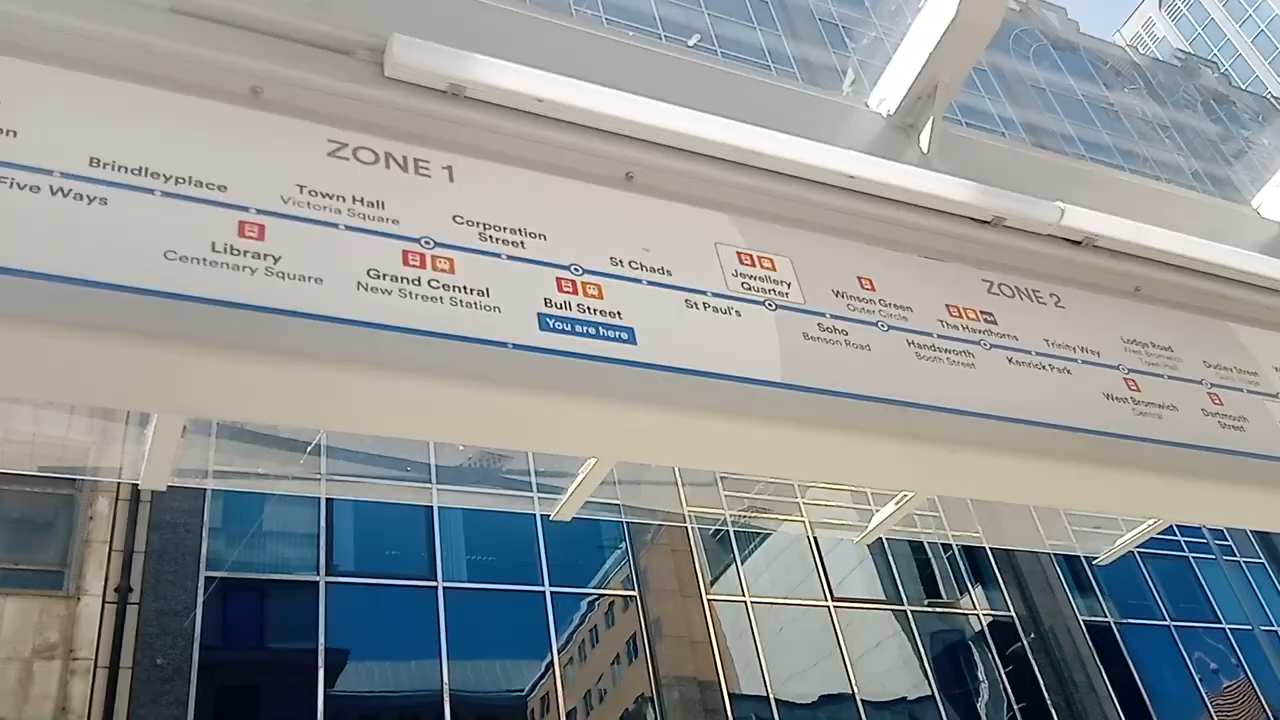 ZONE 1
Five Ways
Brindleyplace
Library
Centenary Square
Town Hall
Victoria Square
Grand Central
New Street Station
Corporation
Street
Bull Street
You are here
St Chads
St Paul's
Jewellery
Quarter
ZONE 2
Soho
Benson Road
Winson Green
Outer Circle
Handsworth
Booth Street
The Hawthorns
Kenrick Park
Trinity Way
West Bromwich
Central
Lodge Road
West Bromwich
Town Hall
Dartmouth
Street
Dudley Street